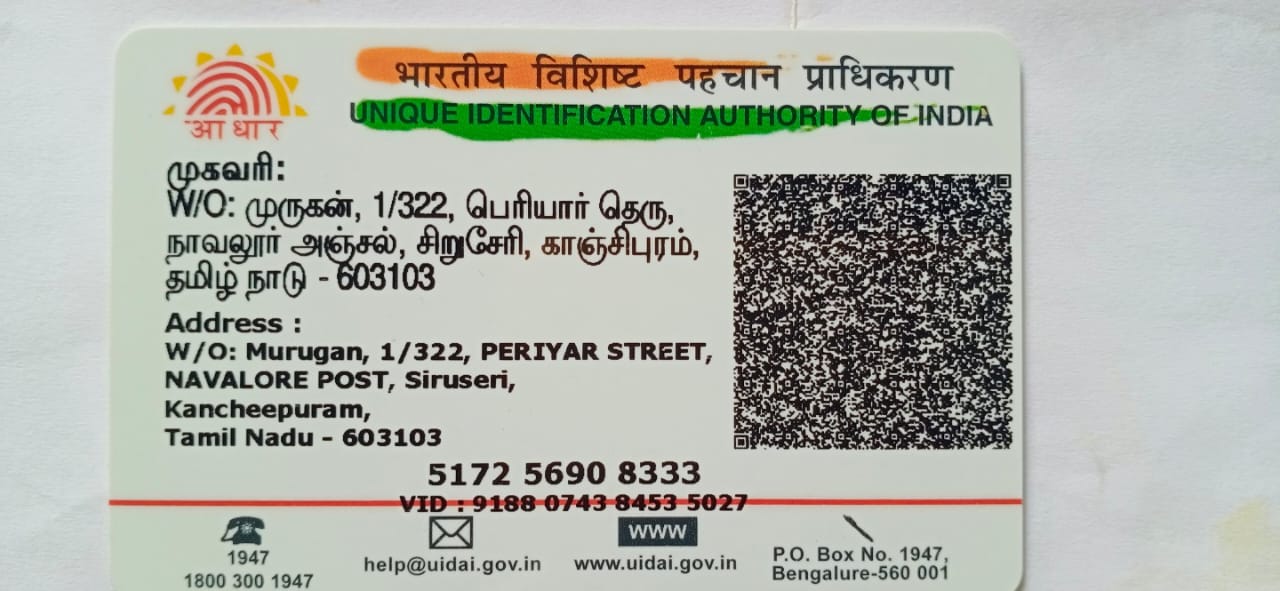 आधार
भारतीय विशिष्ट पहचान प्राधिकरण
UNIQUE IDENTIFICATION AUTHORITY OF INDIA
முகவரி:
W/O: முருகன், 1/322, பெரியார் தெரு,
நாவலூர் அஞ்சல், சிறுசேரி, காஞ்சிபுரம்,
தமிழ் நாடு - 603103
Address :
W/O: Murugan, 1/322, PERIYAR STREET,
NAVALORE POST, Siruseri,
Kancheepuram,
Tamil Nadu - 603103
5172 5690 8333
VID : 9188 0743 8453 5027
1947
1800 300 1947
help@uidai.gov.in
www
www.uidai.gov.in
P.O. Box No. 1947,
Bengalure-560 001